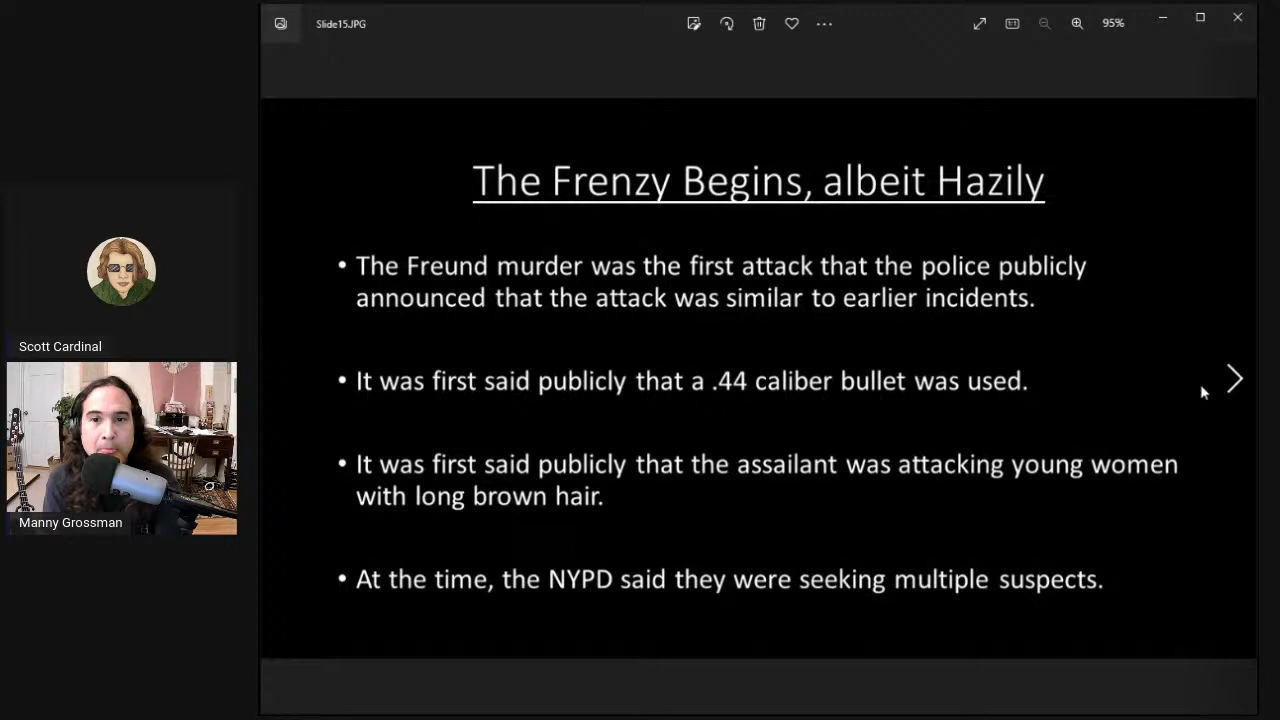 Slide15.JPG
95%
The Frenzy Begins, albeit Hazily
• The Freund murder was the first attack that the police publicly
announced that the attack was similar to earlier incidents.
• It was first said publicly that a .44 caliber bullet was used.
• It was first said publicly that the assailant was attacking young women
with long brown hair.
• At the time, the NYPD said they were seeking multiple suspects.
Scott Cardinal
Manny Grossman